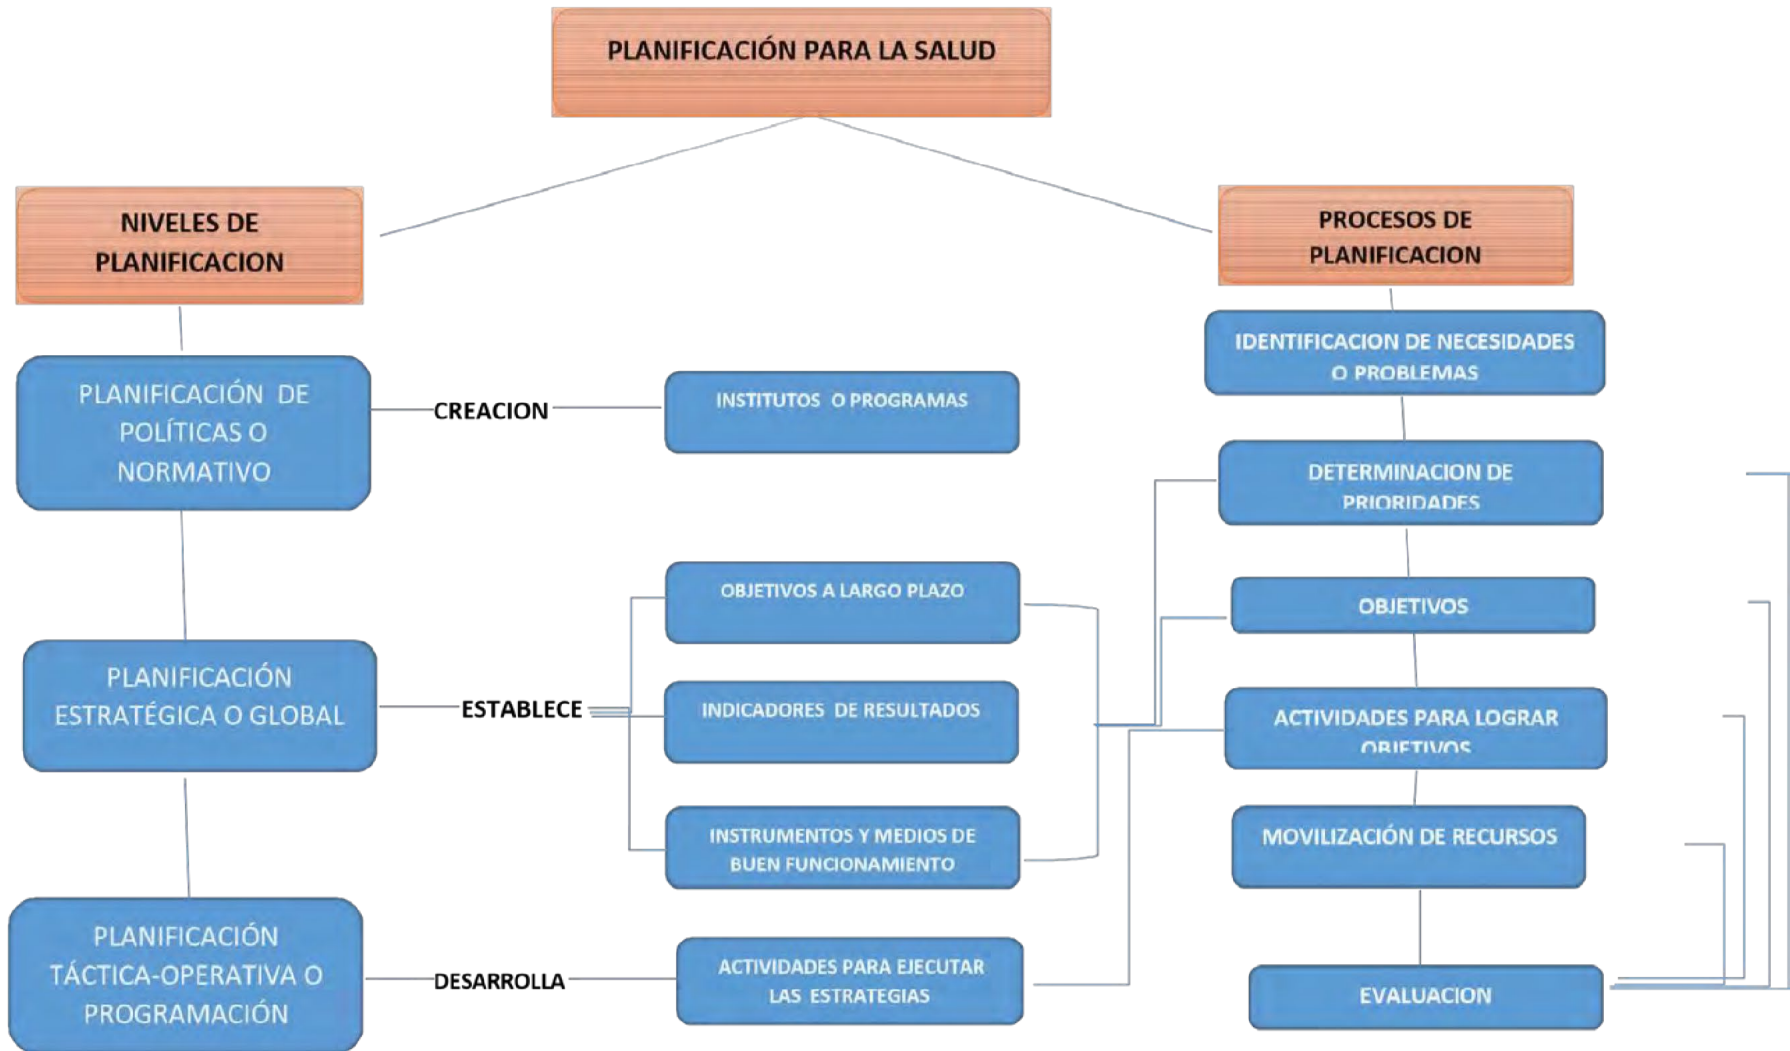 PLANIFICACIÓN PARA LA SALUD
NIVELES DE
PLANIFICACION
PROCESOS DE
PLANIFICACION
PLANIFICACIÓN DE
POLÍTICAS O
NORMATIVO
CREACION
INSTITUTOS O PROGRAMAS
IDENTIFICACION DE NECESIDADES
O PROBLEMAS
DETERMINACION DE
PRIORIDADES
PLANIFICACIÓN
ESTRATÉGICA O GLOBAL
ESTABLECE
OBJETIVOS A LARGO PLAZO
INDICADORES DE RESULTADOS
INSTRUMENTOS Y MEDIOS DE
BUEN FUNCIONAMIENTO
OBJETIVOS
ACTIVIDADES PARA LOGRAR
OBJETIVOS
MOVILIZACIÓN DE RECURSOS
PLANIFICACIÓN
TÁCTICA-OPERATIVA O
PROGRAMACIÓN
DESARROLLA
ACTIVIDADES PARA EJECUTAR
LAS ESTRATEGIAS
EVALUACION